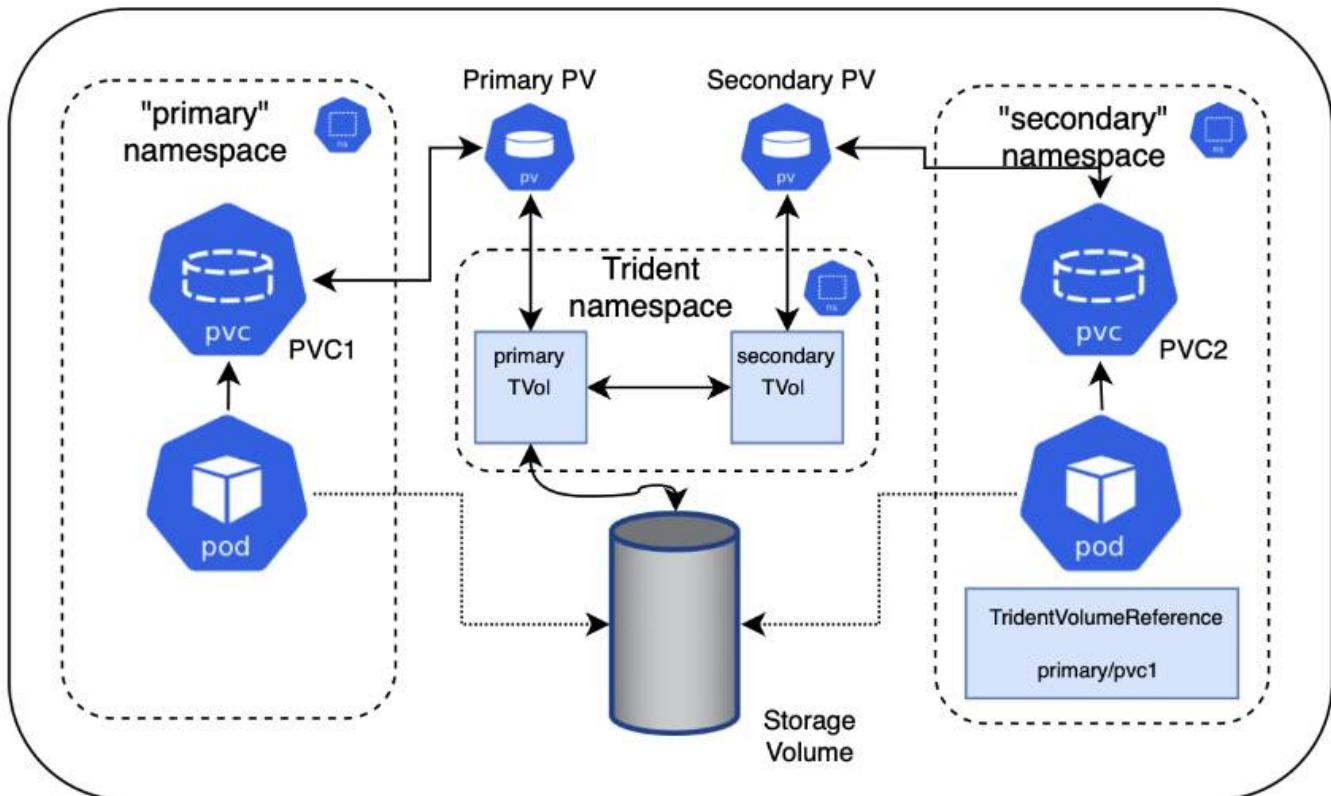 Primary PV
Secondary PV
"primary"
namespace
ns
pv
pv
"secondary"
namespace
ns
pvc
PVC1
Trident
namespace
ns
pvc
PVC2
primary
TVol
secondary
TVol
pod
pod
TridentVolumeReference
primary/pvc1
Storage
Volume